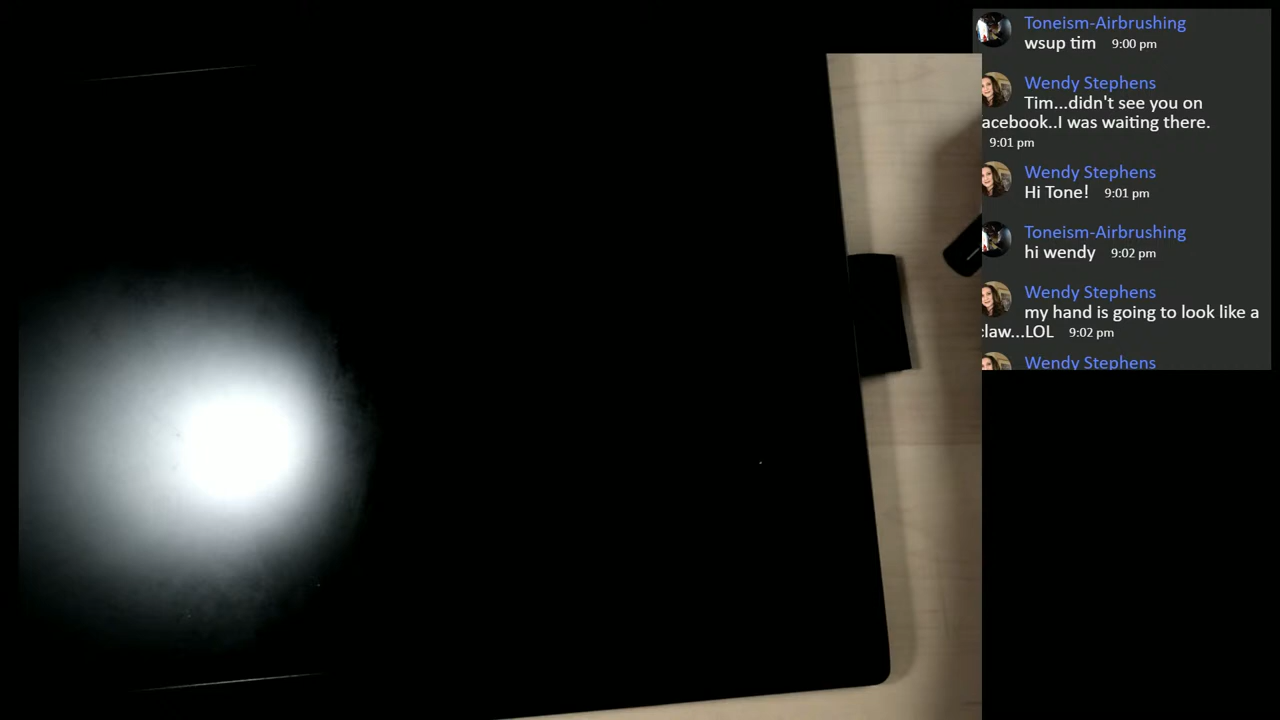 Toneism-Airbrushing
wsup tim 9:00 pm
Wendy Stephens
Tim...didn't see you on
acebook..I was waiting there.
9:01 pm
Wendy Stephens
Hi Tone! 9:01 pm
Toneism-Airbrushing
hi wendy 9:02 pm
Wendy Stephens
my hand is going to look like a
claw...LOL 9:02 pm
Wendy Stephens